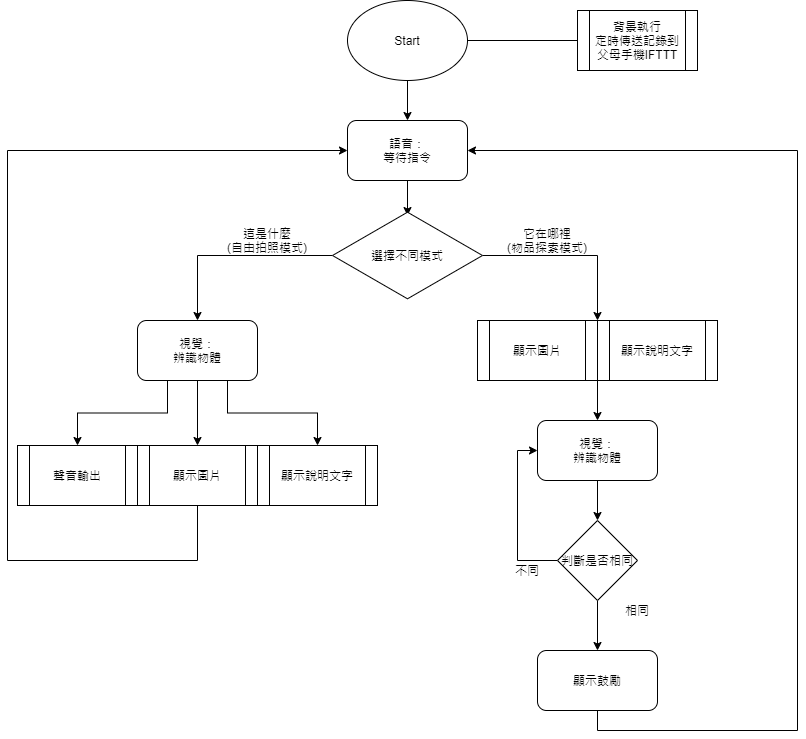 Start
背景執行
定時傳送記錄到
父母手機IFTTT
語音：
等待指令
選擇不同模式
這是什麼
(自由拍照模式)
它在哪裡
(物品探索模式)
視覺：
辨識物體
聲音輸出
顯示圖片
顯示說明文字
顯示圖片
顯示說明文字
視覺：
辨識物體
判斷是否相同
不同
相同
顯示鼓勵